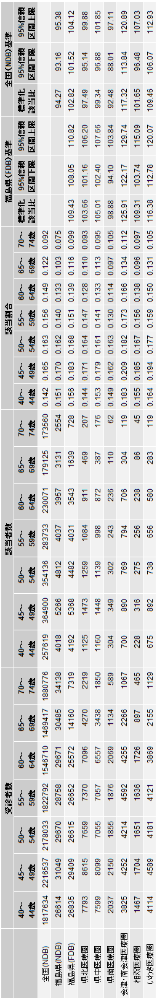 受診者数 該当者数 該当割合 福島県(FDB)基準 全国(NDB)基準
40～44歳 45～49歳 50～54歳 55～59歳 60～64歳 65～69歳 70～74歳 40～44歳 45～49歳 50～54歳 55～59歳 60～64歳 65～69歳 70～74歳 40～44歳 45～49歳 50～54歳 55～59歳 60～64歳 65～69歳 70～74歳 標準化該当比 95%信頼区間下限 95%信頼区間上限 標準化該当比 95%信頼区間下限 95%信頼区間上限
全国(NDB) 1817634 2216537 2178033 1822792 1546710 1469417 1880776 257619 364900 354136 283733 230071 179125 173560 0.142 0.165 0.163 0.156 0.149 0.122 0.092
福島県(NDB) 26614 31049 29670 28758 29671 30485 34138 4018 5266 4812 4037 3957 3131 2554 0.151 0.170 0.162 0.140 0.133 0.103 0.075 94.27 93.16 95.38
福島県(FDB) 26835 29409 26615 26652 25572 14160 7319 4192 5368 4482 4031 3543 1639 728 0.156 0.183 0.168 0.151 0.139 0.116 0.099 109.43 108.05 110.82 102.82 101.52 104.12
県北医療圏 7793 8615 7659 7370 7096 4270 2219 1125 1473 1259 1084 911 469 207 0.144 0.171 0.164 0.147 0.128 0.110 0.093 103.66 101.16 106.20 97.49 95.14 99.88
県中医療圏 7599 8099 7055 7057 6557 3438 1850 1160 1448 1139 998 872 387 176 0.153 0.179 0.161 0.141 0.133 0.113 0.095 105.01 102.40 107.66 99.34 96.88 101.85
県南医療圏 2037 2150 1855 1876 2069 1134 589 304 349 302 243 236 110 62 0.149 0.162 0.163 0.130 0.114 0.097 0.105 98.88 94.10 103.84 92.48 88.01 97.11
会津・南会津医療圏 3825 4252 4214 4592 4255 2266 1067 700 890 769 794 706 304 119 0.183 0.209 0.182 0.173 0.166 0.134 0.112 125.91 122.17 129.74 117.32 113.84 120.89
相双医療圏 1467 1704 1651 1636 1726 897 465 228 316 275 256 238 86 45 0.155 0.185 0.167 0.156 0.138 0.096 0.097 109.31 103.74 115.09 101.65 96.48 107.03
いわき医療圏 4114 4589 4181 4121 3869 2155 1129 675 892 738 656 580 283 119 0.164 0.194 0.177 0.159 0.150 0.131 0.105 116.38 112.78 120.07 109.46 106.07 112.93